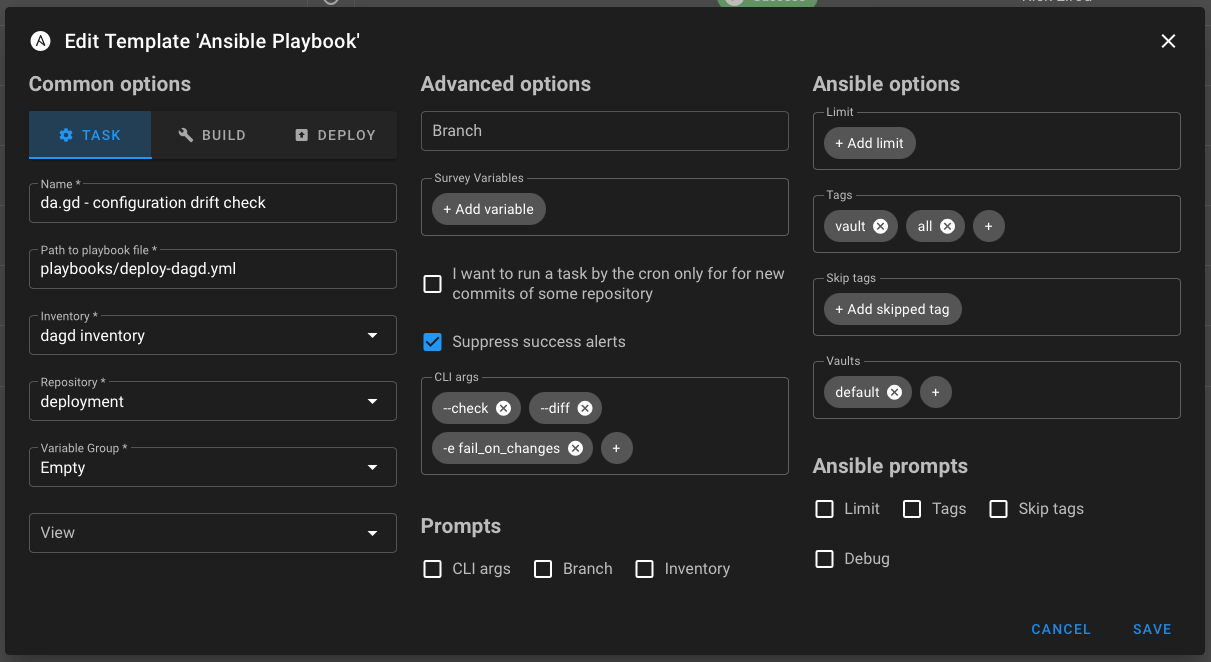 Edit Template 'Ansible Playbook'
Common options
TASK
BUILD
DEPLOY
Name *
da.gd - configuration drift check
Path to playbook file *
playbooks/deploy-dagd.yml
Inventory *
dagd inventory
Repository *
deployment
Variable Group *
Empty
View
Advanced options
Branch
Survey Variables
+ Add variable
I want to run a task by the cron only for for new
commits of some repository
Suppress success alerts
CLI args
--check
--diff
-e fail_on_changes
+
Prompts
CLI args
Branch
Inventory
Ansible options
Limit
+ Add limit
Tags
vault
all
+
Skip tags
+ Add skipped tag
Vaults
default
+
Ansible prompts
Limit
Tags
Skip tags
Debug
CANCEL
SAVE